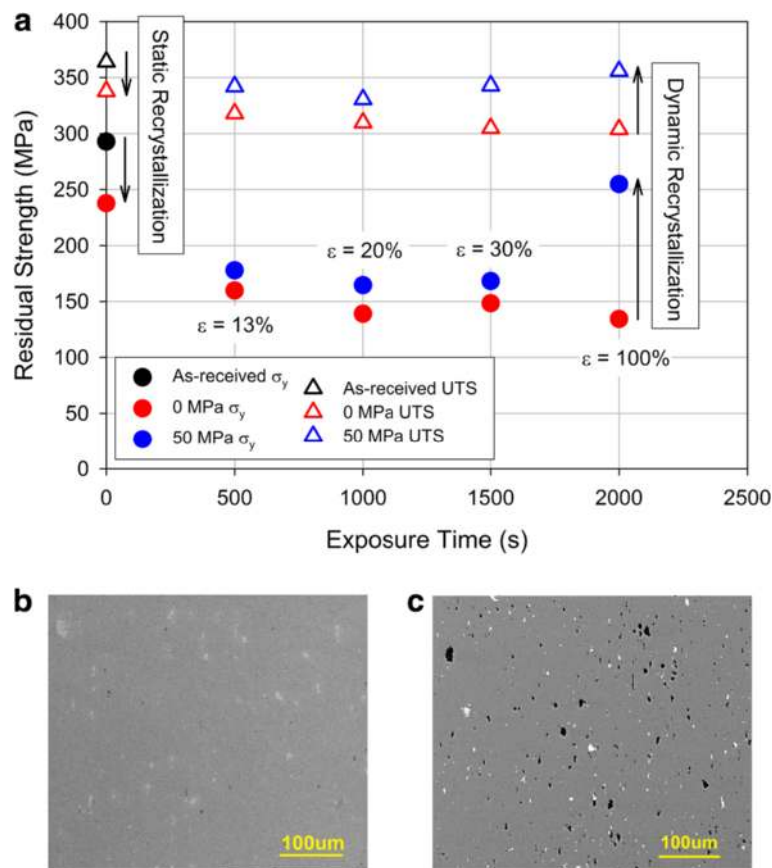 a
400
350
300
250
200
150
100
50
0
Residual Strength (MPa)
Static Recrystallization
Dynamic Recrystallization
ε = 20%
ε = 30%
ε = 13%
ε = 100%
As-received σy
0 MPa σy
50 MPa σy
As-received UTS
0 MPa UTS
50 MPa UTS
0
500
1000
1500
2000
2500
Exposure Time (s)
b
100um
c
100um